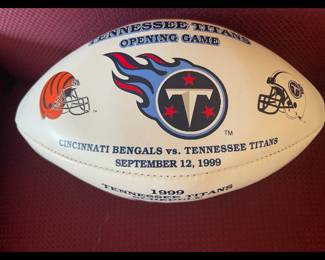 TENNESSEE TITANS
OPENING GAME
T
TM
CINCINNATI BENGALS vs. TENNESSEE TITANS
SEPTEMBER 12, 1999
1999
TENNESSEE TITANS